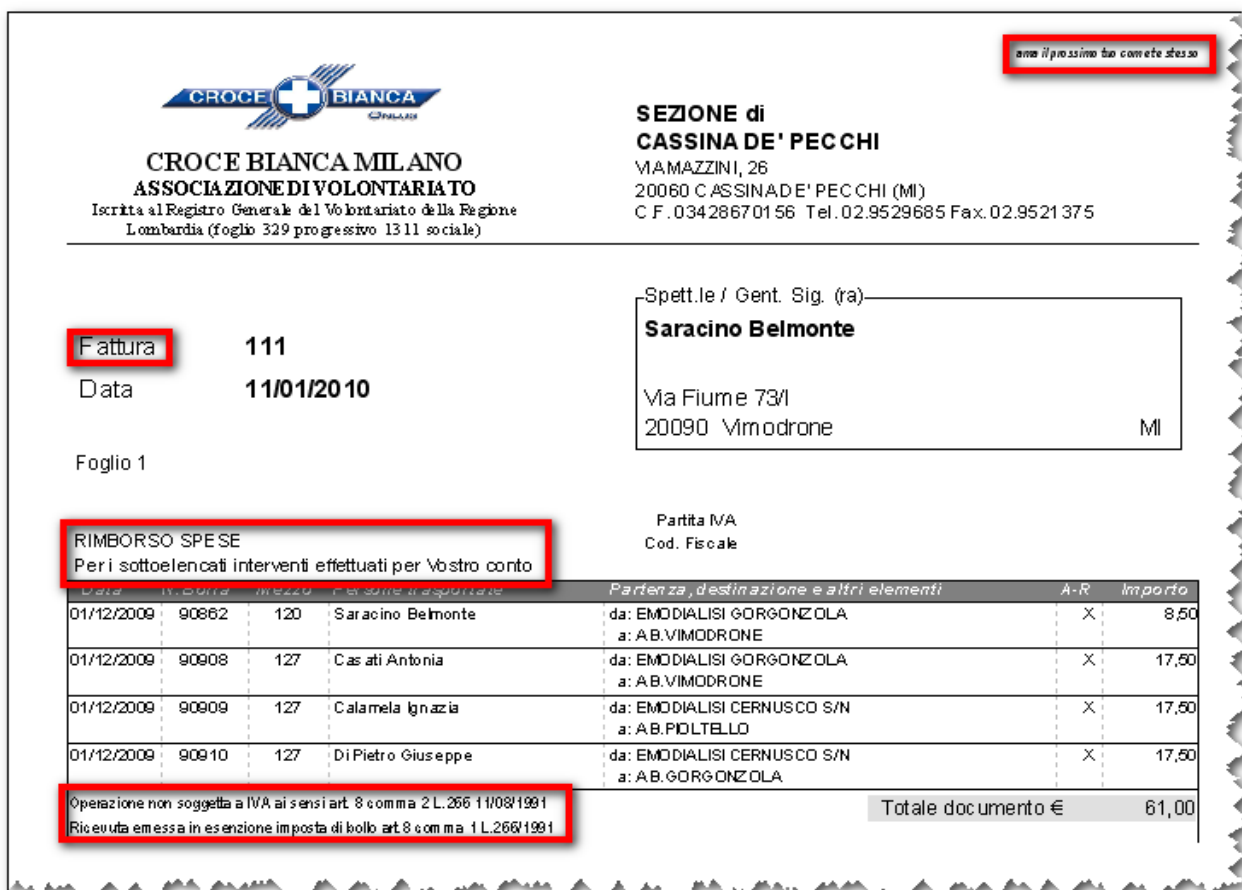 ama il prossimo tuo come te stesso
CROCE BIANCA
ONLUS
CROCE BIANCA MILANO
ASSOCIAZIONE DI VOLONTARIATO
Iscritta al Registro Generale del Volontariato della Regione
Lombardia (foglio 329 progressivo 1311 sociale)
SEZIONE di
CASSINA DE' PECCHI
VIA MAZZINI, 26
20060 CASSINA DE' PECCHI (MI)
C.F. 03428670156 Tel. 02.9529685 Fax. 02.9521375
Spett.le / Gent. Sig. (ra)
Saracino Belmonte
Via Fiume 73/I
20090 Vimodrone MI
Fattura 111
Data 11/01/2010
Foglio 1
Partita IVA
Cod. Fiscale
RIMBORSO SPESE
Per i sottoelencati interventi effettuati per Vostro conto
Data N. Bolla Mezzo Persone trasportate Partenza, destinazione e altri elementi A-R Importo
01/12/2009 90862 120 Saracino Belmonte da: EMODIALISI GORGONZOLA X 8,50
a: AB.VIMODRONE
01/12/2009 90908 127 Casati Antonia da: EMODIALISI GORGONZOLA X 17,50
a: AB.VIMODRONE
01/12/2009 90909 127 Calamela Ignazia da: EMODIALISI CERNUSCO S/N X 17,50
a: AB.PIOLTELLO
01/12/2009 90910 127 Di Pietro Giuseppe da: EMODIALISI CERNUSCO S/N X 17,50
a: AB.GORGONZOLA
Operazione non soggetta a IVA ai sensi art. 8 comma 2 L.266 11/08/1991
Ricevuta emessa in esenzione imposta di bollo art.8 comma 1 L.266/1991
Totale documento € 61,00